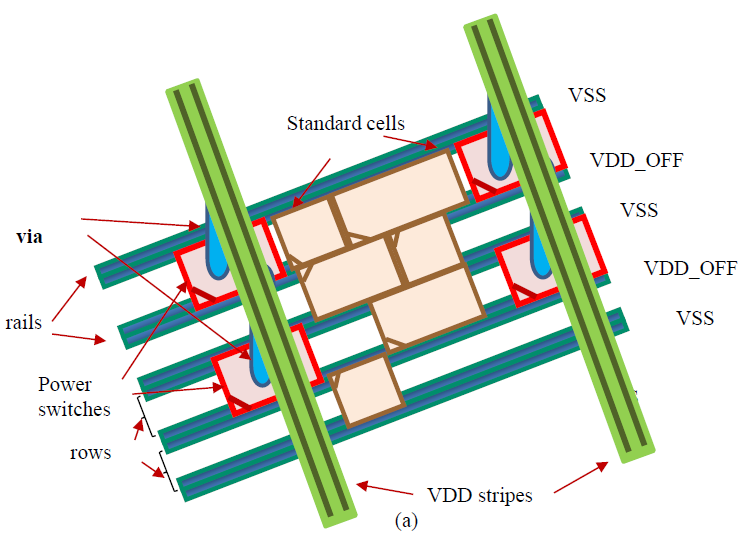 VSS
Standard cells
VDD_OFF
VSS
via
VDD_OFF
rails
VSS
Power
switches
rows
VDD stripes
(a)